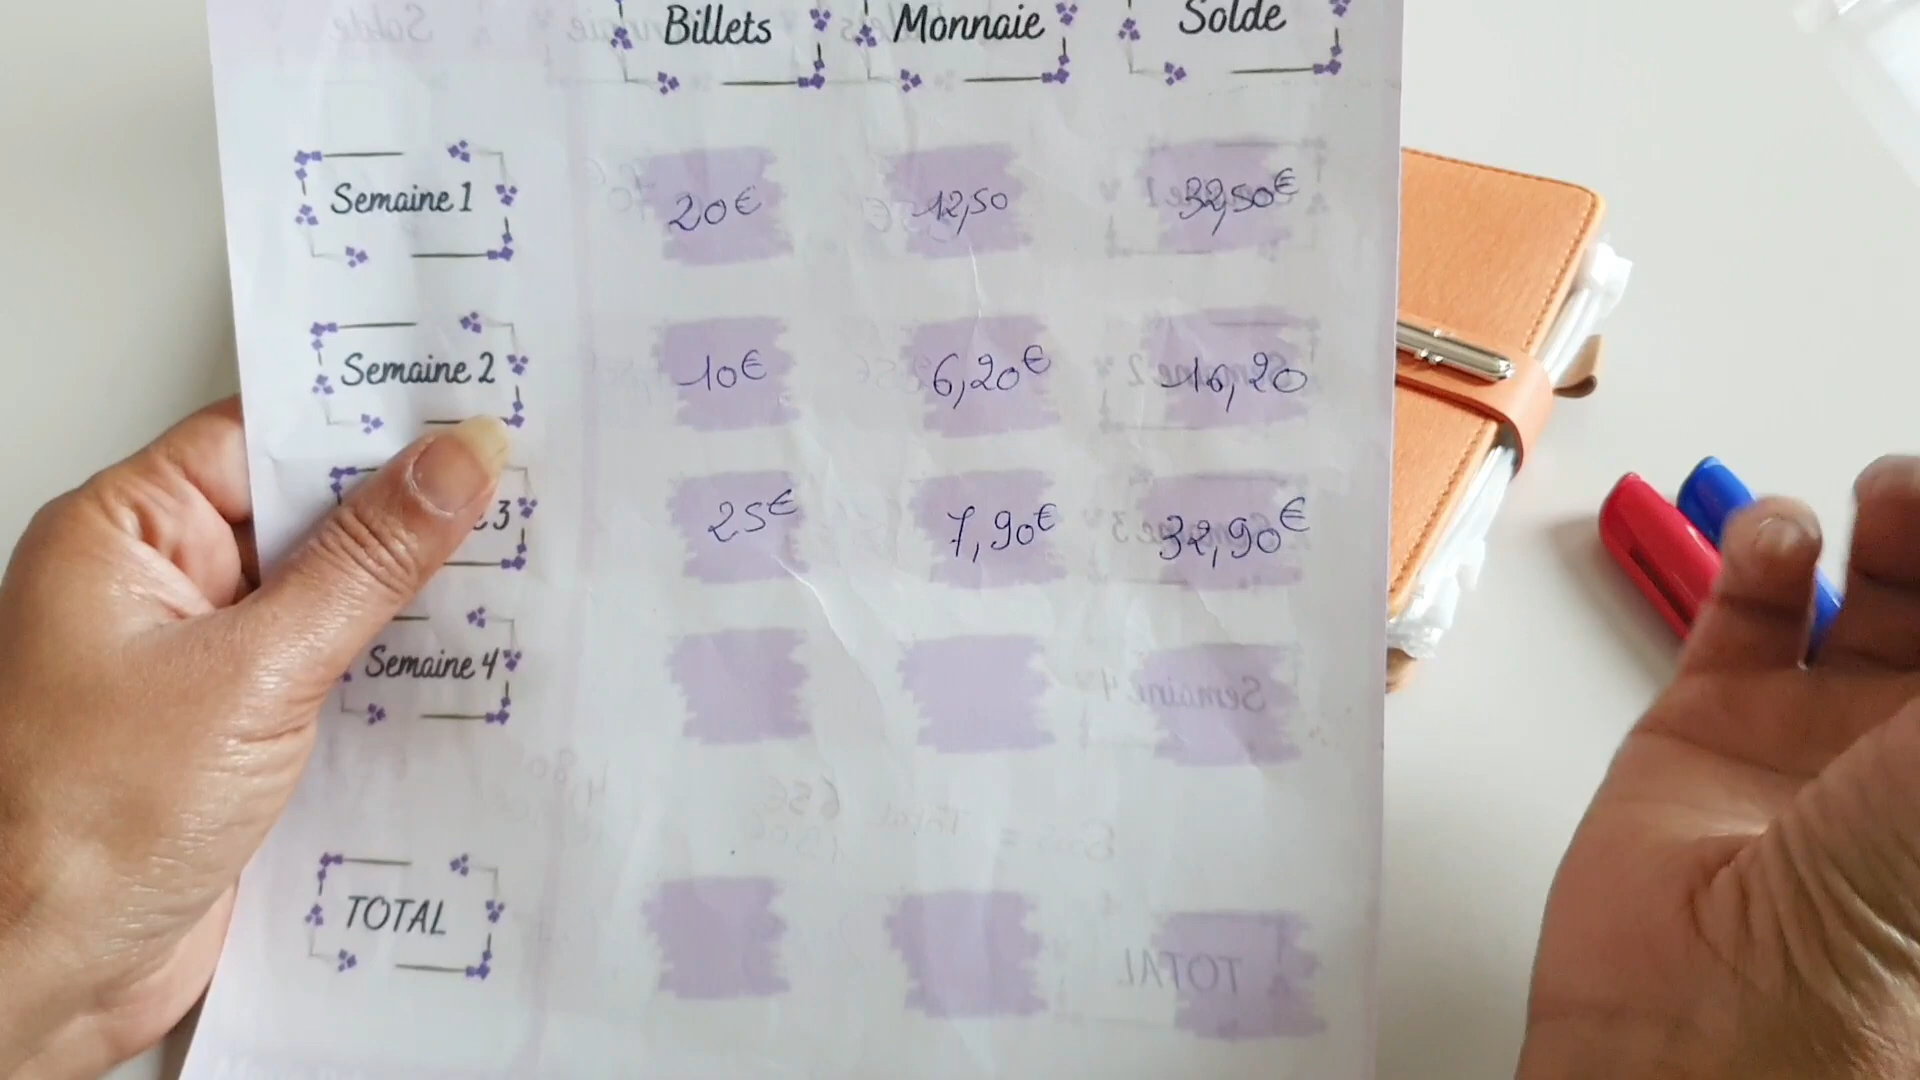 Billets Monnaie Solde
Semaine 1 20€ 12,50 32,50€
Semaine 2 10€ 6,20€ 16,20
3 25€ 7,90€ 32,90€
Semaine 4
TOTAL